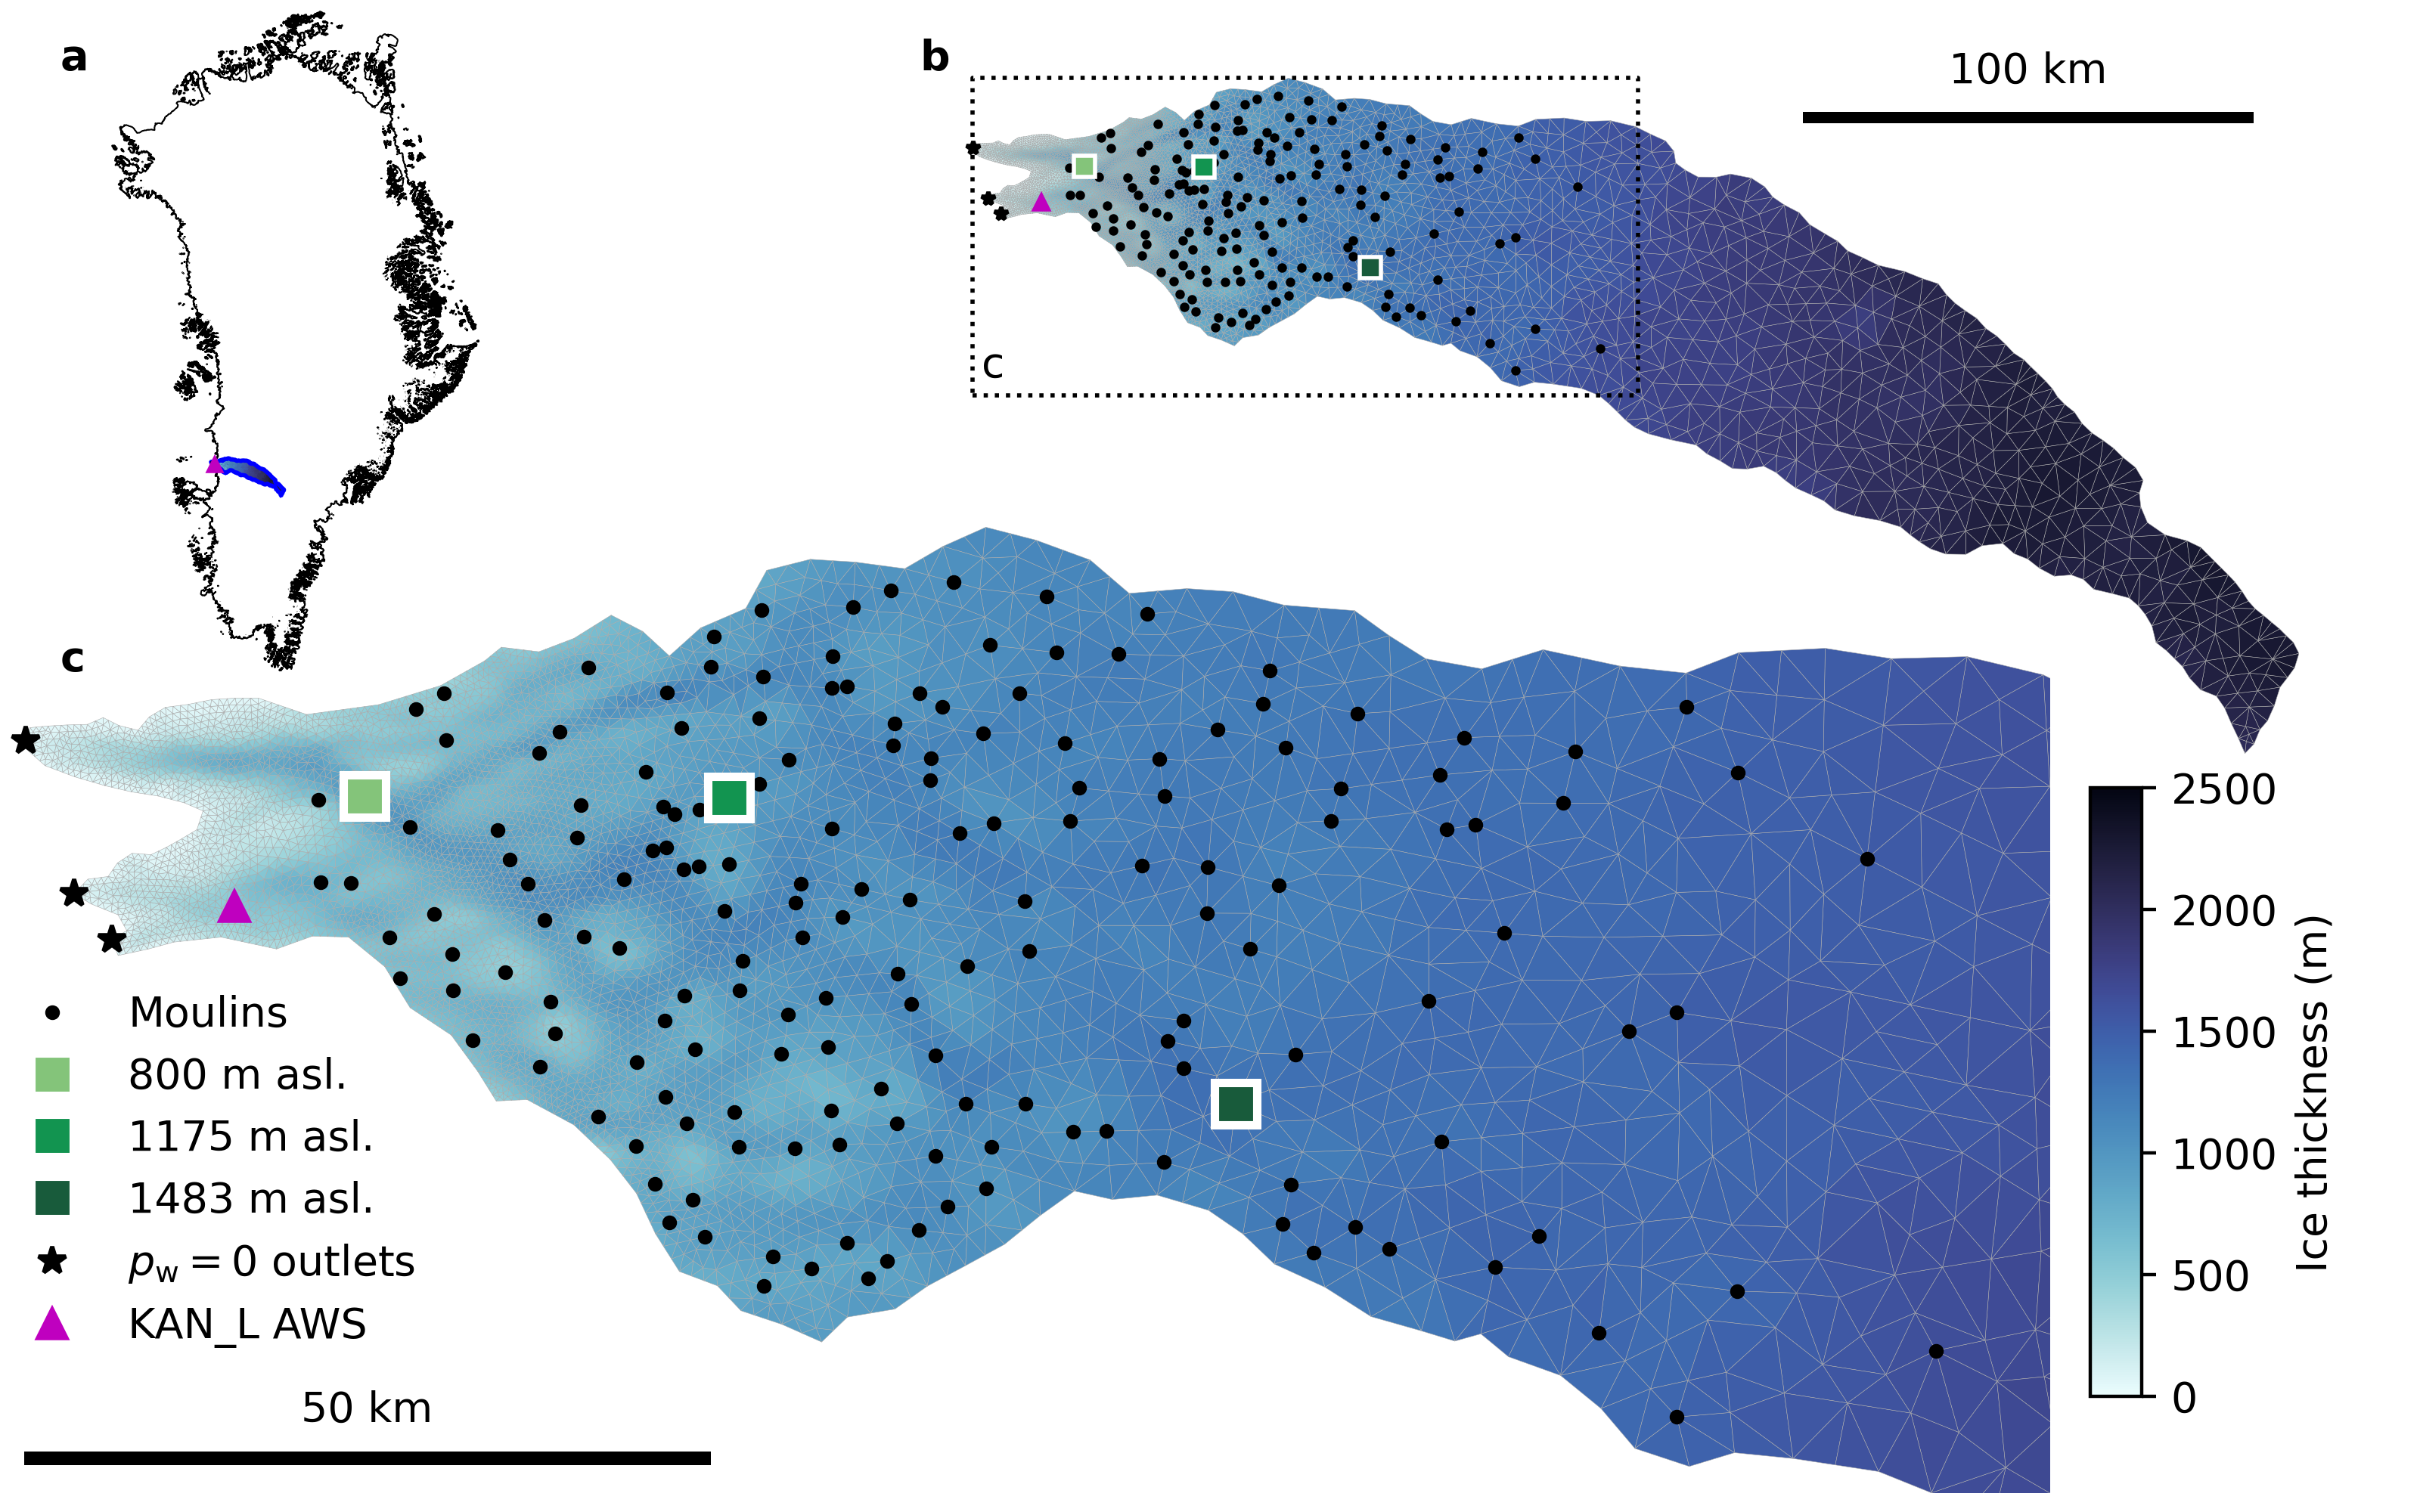 a
b
100 km
c
c
Moulins
800 m asl.
1175 m asl.
1483 m asl.
p_w = 0 outlets
KAN_L AWS
50 km
2500
2000
1500
1000
500
0
Ice thickness (m)